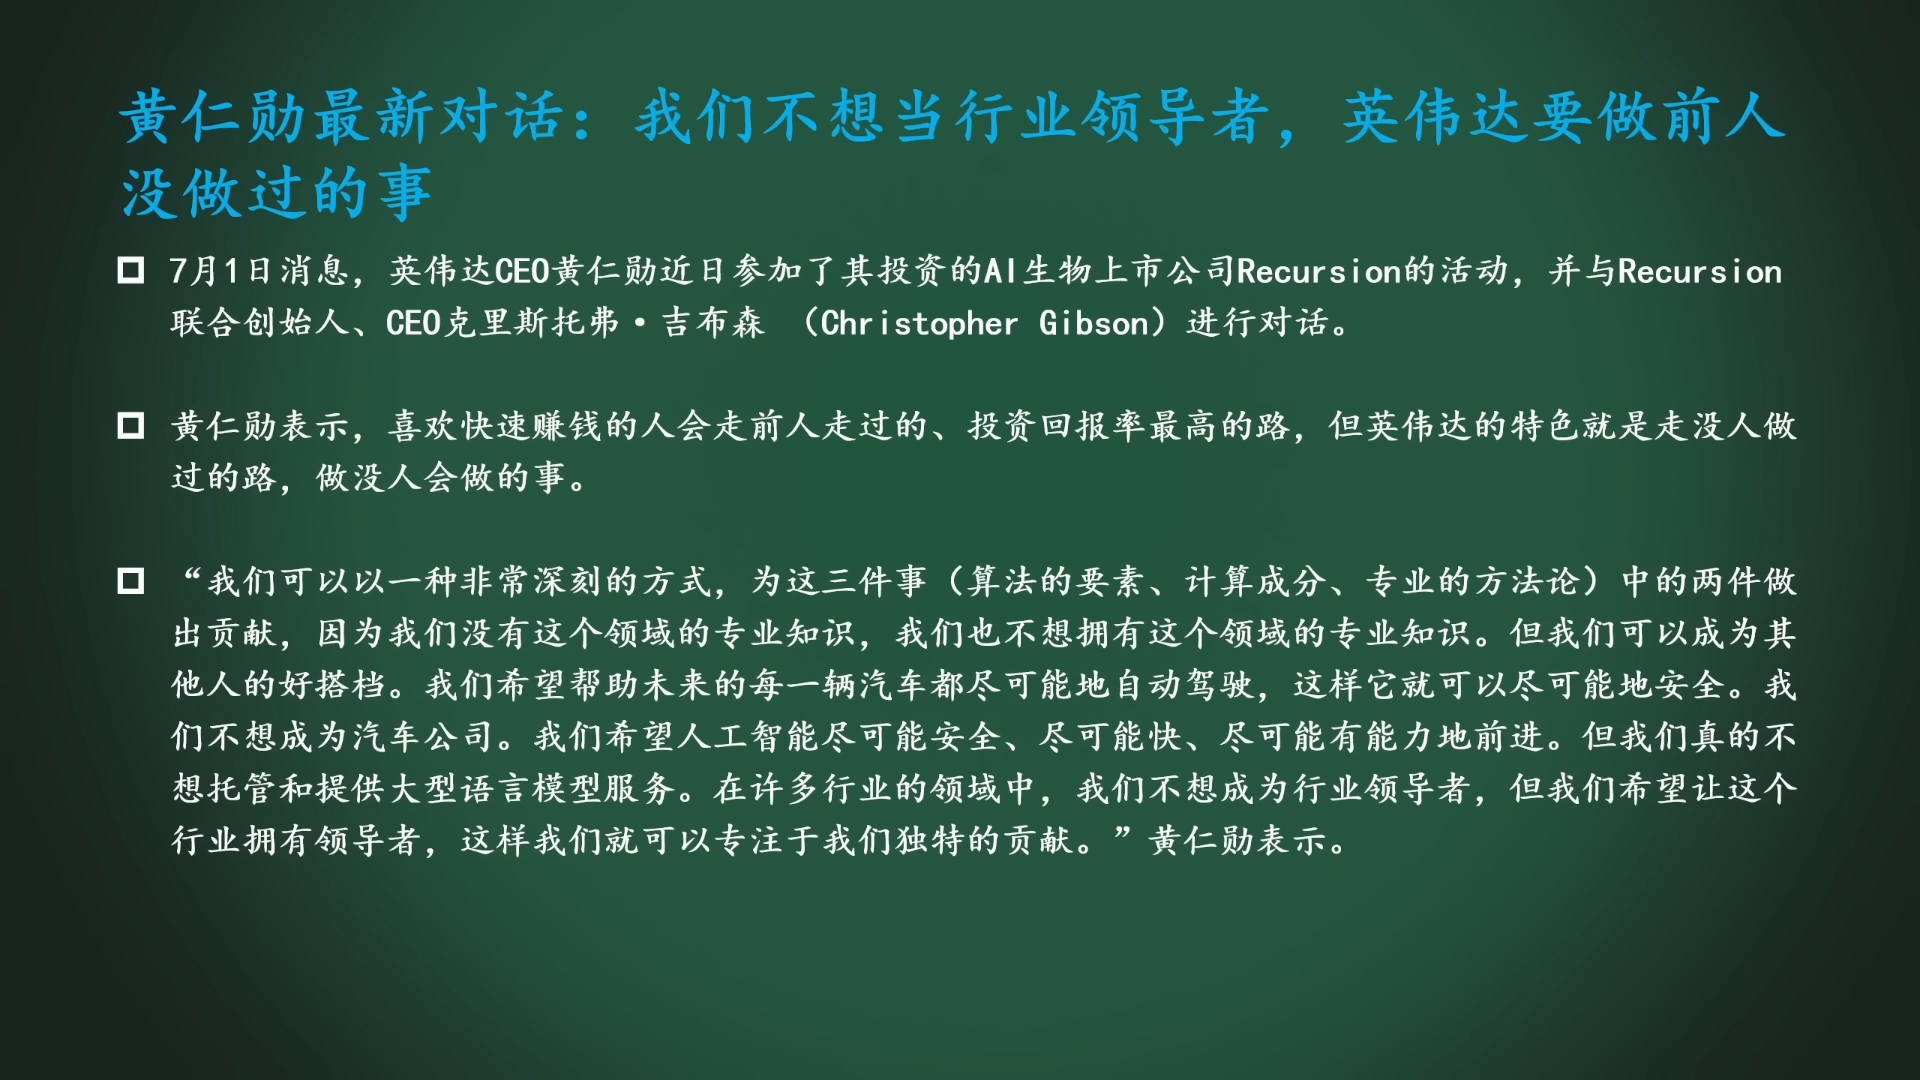 黄仁勋最新对话：我们不想当行业领导者，英伟达要做前人
没做过的事
7月1日消息，英伟达CEO黄仁勋近日参加了其投资的AI生物上市公司Recursion的活动，并与Recursion
联合创始人、CEO克里斯托弗·吉布森 （Christopher Gibson）进行对话。
黄仁勋表示，喜欢快速赚钱的人会走前人走过的、投资回报率最高的路，但英伟达的特色就是走没人做
过的路，做没人会做的事。
“我们可以以一种非常深刻的方式，为这三件事（算法的要素、计算成分、专业的方法论）中的两件做
出贡献，因为我们没有这个领域的专业知识，我们也不想拥有这个领域的专业知识。但我们可以成为其
他人的好搭档。我们希望帮助未来的每一辆汽车都尽可能地自动驾驶，这样它就可以尽可能地安全。我
们不想成为汽车公司。我们希望人工智能尽可能安全、尽可能快、尽可能有能力地前进。但我们真的不
想托管和提供大型语言模型服务。在许多行业的领域中，我们不想成为行业领导者，但我们希望让这个
行业拥有领导者，这样我们就可以专注于我们独特的贡献。”黄仁勋表示。